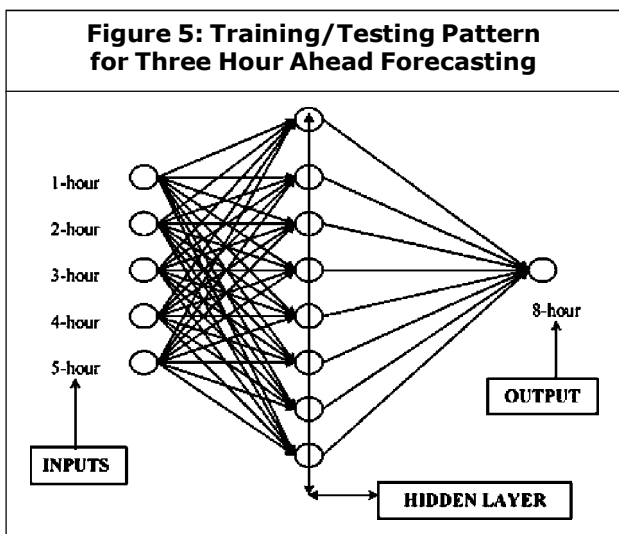 Figure 5: Training/Testing Pattern
for Three Hour Ahead Forecasting
1-hour
2-hour
3-hour
4-hour
5-hour
8-hour
OUTPUT
INPUTS
HIDDEN LAYER